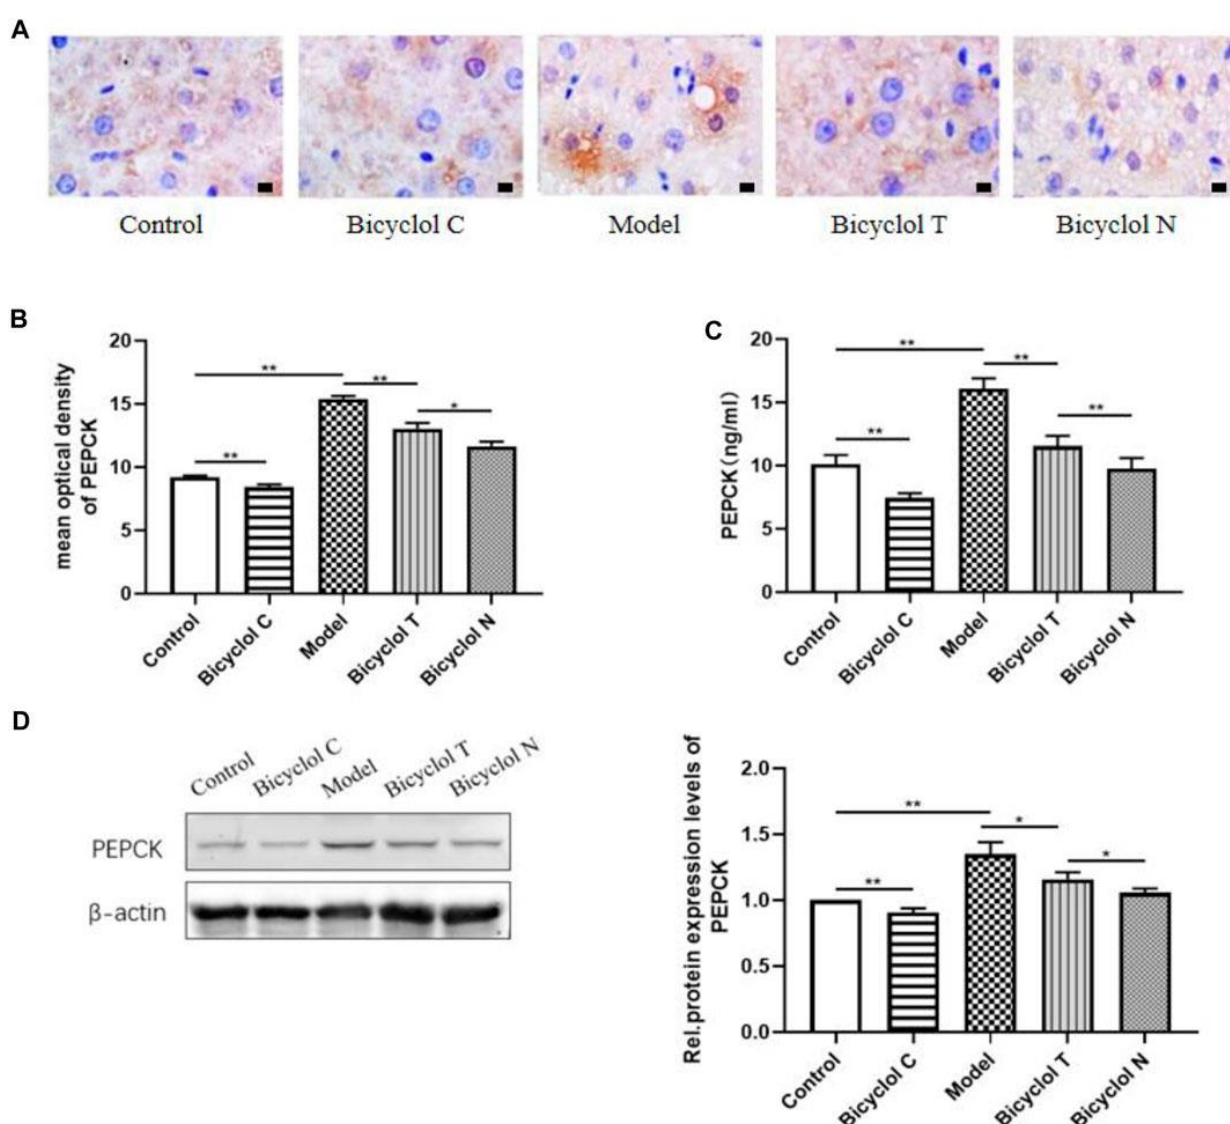 A
Control
Bicyclol C
Model
Bicyclol T
Bicyclol N
B
mean optical density
of PEPCK
20
15
10
5
0
**
**
**
*
Control
Bicyclol C
Model
Bicyclol T
Bicyclol N
C
PEPCK(ng/ml)
20
15
10
5
0
**
**
**
**
Control
Bicyclol C
Model
Bicyclol T
Bicyclol N
D
Control
Bicyclol C
Model
Bicyclol T
Bicyclol N
PEPCK
β-actin
Rel.protein expression levels of
PEPCK
2.0
1.5
1.0
0.5
0.0
**
**
*
*
Control
Bicyclol C
Model
Bicyclol T
Bicyclol N